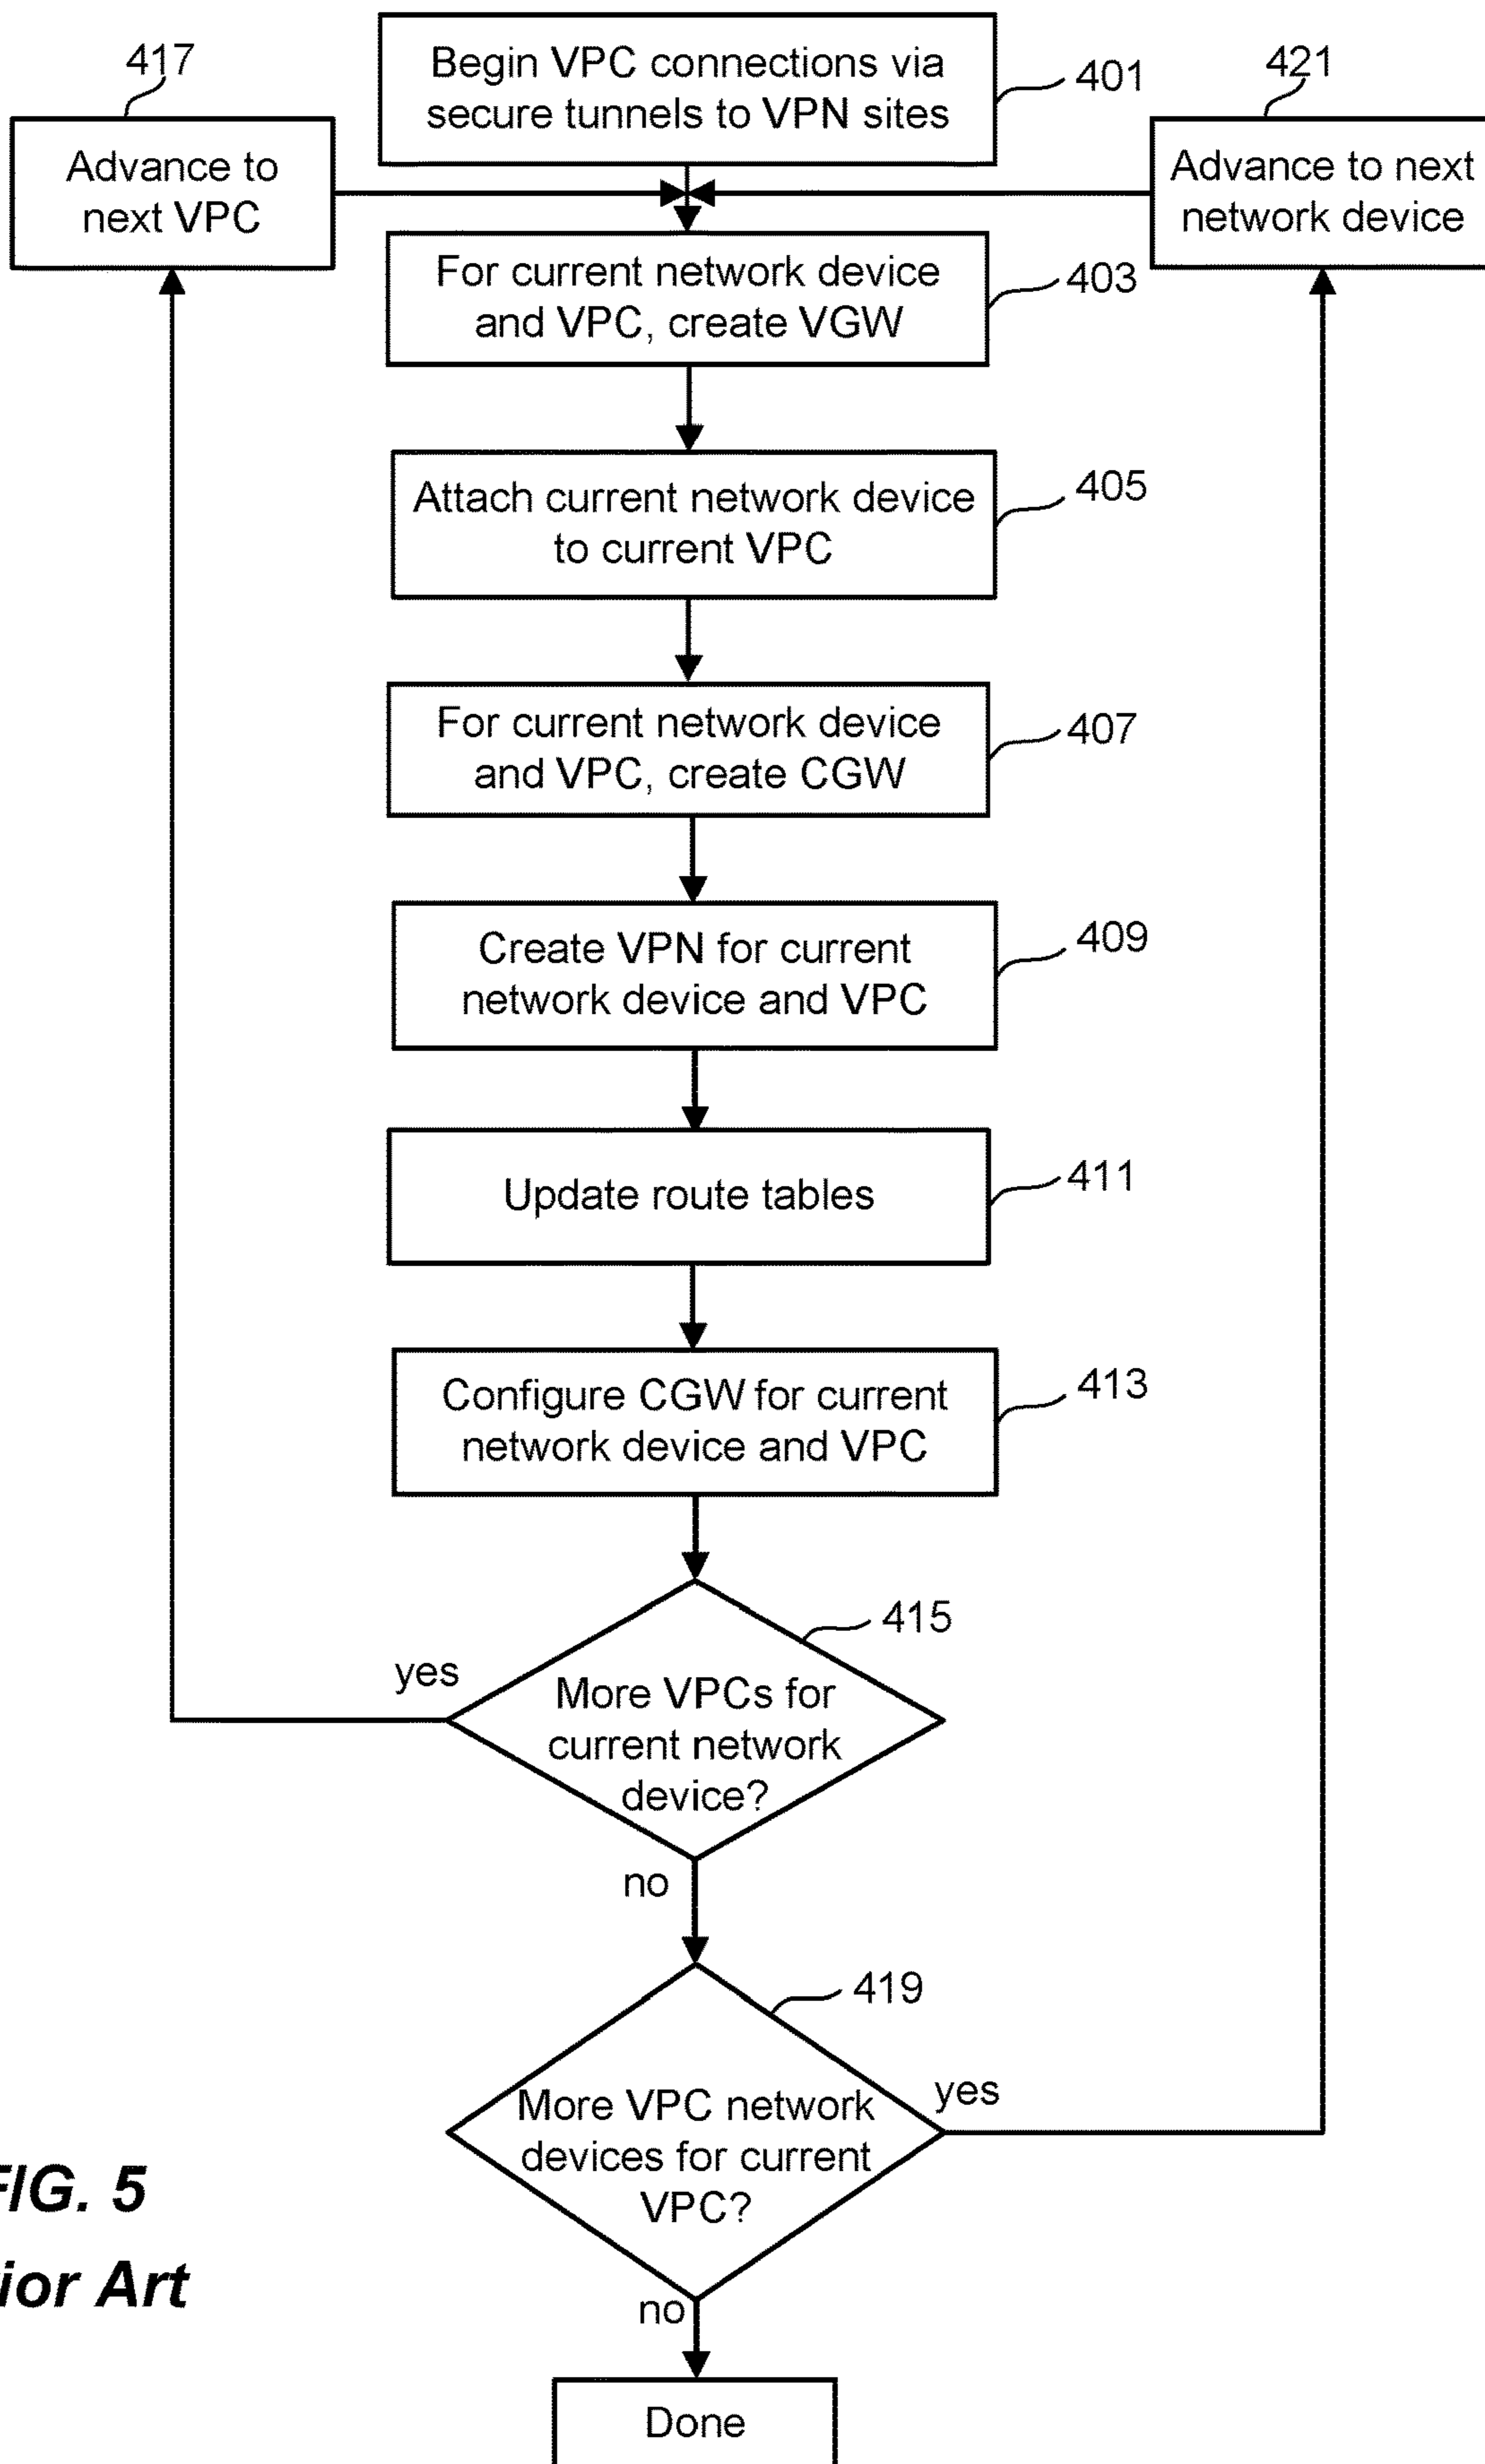 417
Begin VPC connections via
secure tunnels to VPN sites
401
421
Advance to
next VPC
Advance to next
network device
For current network device
and VPC, create VGW
403
Attach current network device
to current VPC
405
For current network device
and VPC, create CGW
407
Create VPN for current
network device and VPC
409
Update route tables
411
Configure CGW for current
network device and VPC
413
415
yes
More VPCs for
current network
device?
no
419
More VPC network
devices for current
VPC?
yes
FIG. 5
ior Art
no
Done